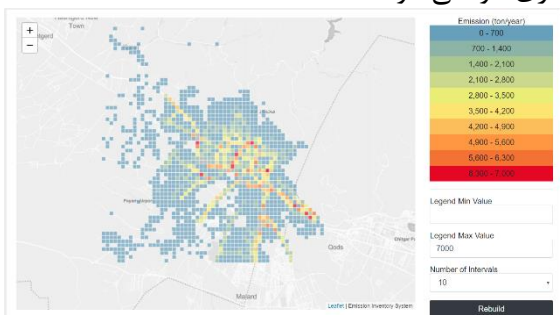 Town
+
−
Qods
Malard
Leaflet | Emission Inventory System
Emission (ton/year)
0 - 700
700 - 1,400
1,400 - 2,100
2,100 - 2,800
2,800 - 3,500
3,500 - 4,200
4,200 - 4,900
4,900 - 5,600
5,600 - 6,300
6,300 - 7,000
Legend Min Value
Legend Max Value
7000
Number of Intervals
10
Rebuild